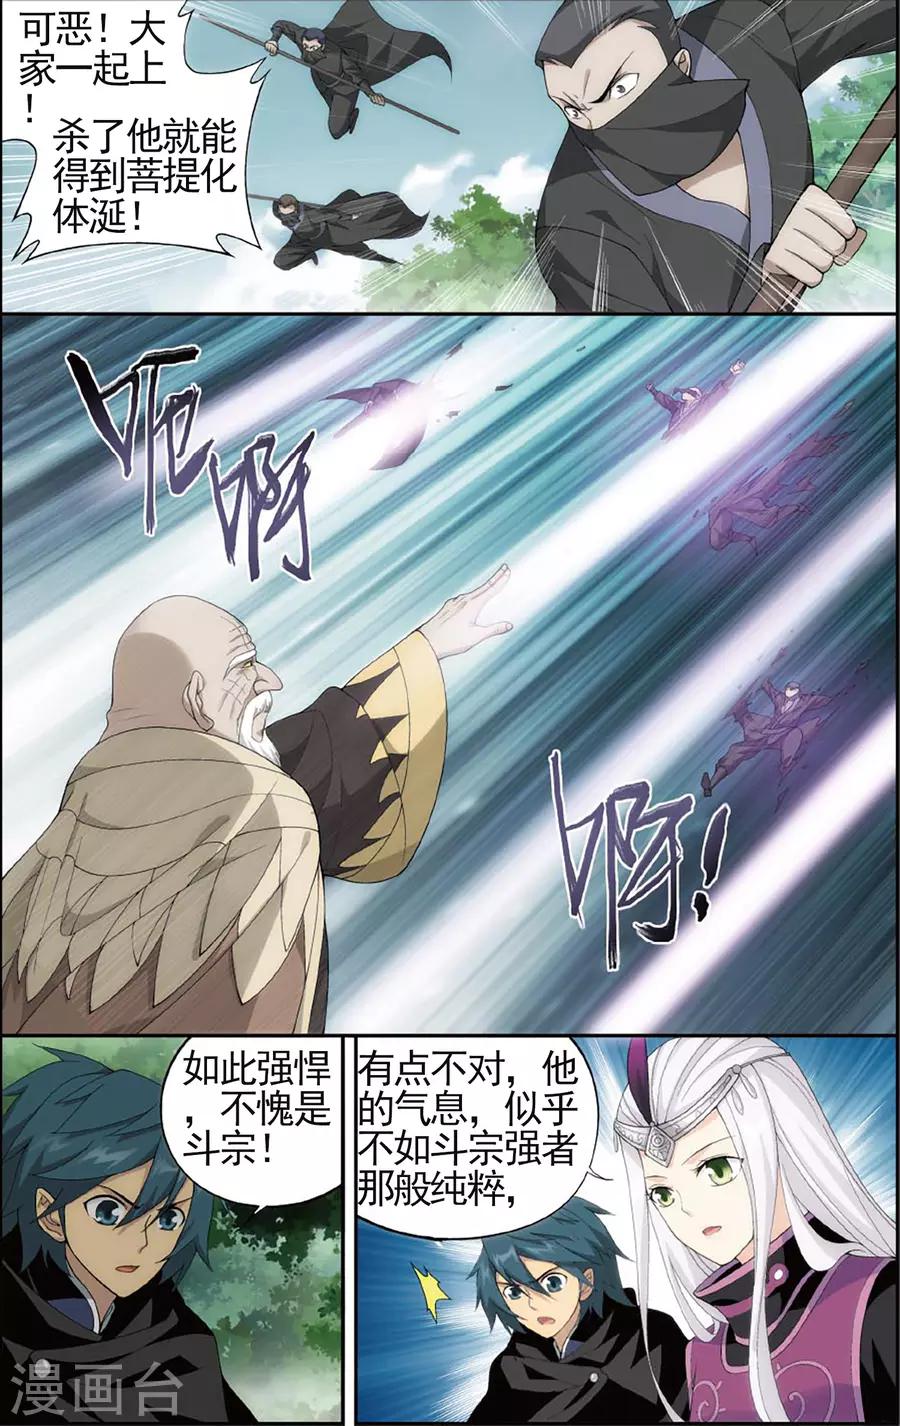 可恶！大
家一起上
！
杀了他就能
得到菩提化
体涎！
呃
啊
啊！
如此强悍
，不愧是
斗宗！
有点不对，他
的气息，似乎
不如斗宗强者
那般纯粹，
漫画台